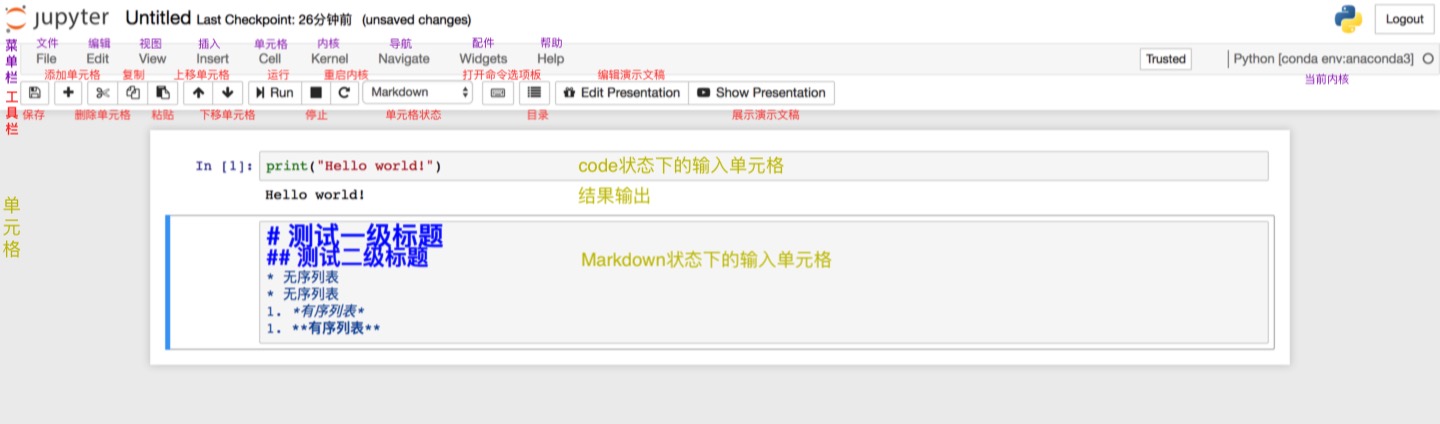 jupyter Untitled Last Checkpoint: 26分钟前 (unsaved changes)
Logout
菜单栏
文件 编辑 视图 插入 单元格 内核 导航 配件 帮助
File Edit View Insert Cell Kernel Navigate Widgets Help
Trusted
Python [conda env:anaconda3]
当前内核
工具栏
添加单元格 复制 上移单元格 运行 重启内核 打开命令选项板 编辑演示文稿
Run Markdown Edit Presentation Show Presentation
保存 删除单元格 粘贴 下移单元格 停止 单元格状态 目录 展示演示文稿
单元格
In [1]: print("Hello world!") code状态下的输入单元格
Hello world! 结果输出
# 测试一级标题
## 测试二级标题
Markdown状态下的输入单元格
* 无序列表
* 无序列表
1. *有序列表*
1. **有序列表**